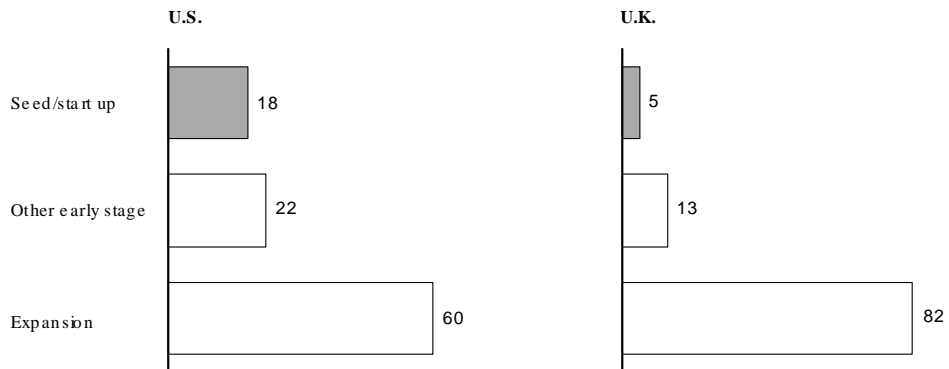 U.S. U.K.
Seed/start up 18 5
Other early stage 22 13
Expansion 60 82